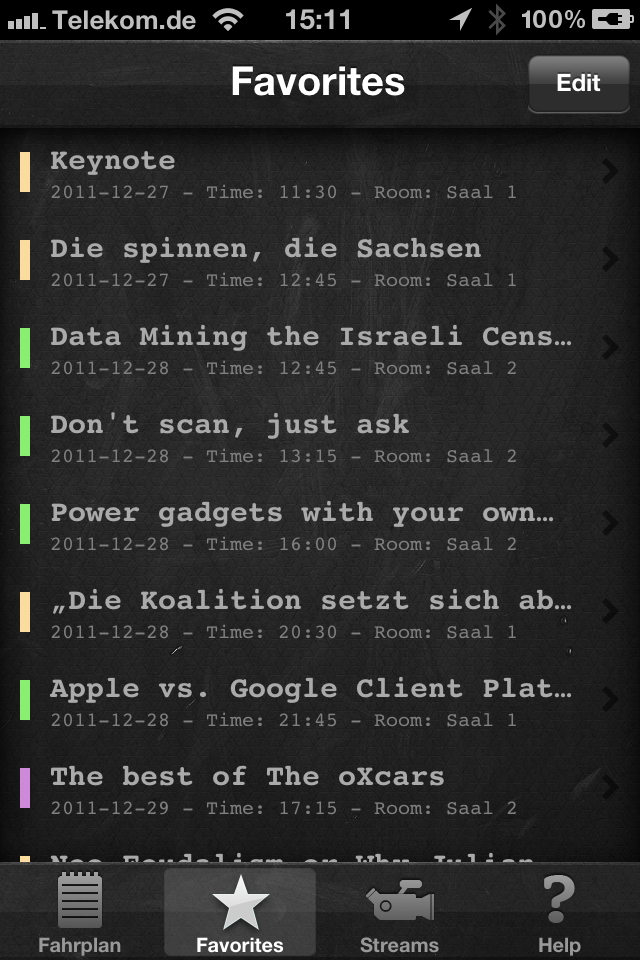 Telekom.de 15:11 100%
Favorites Edit
Keynote
2011-12-27 - Time: 11:30 - Room: Saal 1
Die spinnen, die Sachsen
2011-12-27 - Time: 12:45 - Room: Saal 1
Data Mining the Israeli Cens…
2011-12-28 - Time: 12:45 - Room: Saal 2
Don't scan, just ask
2011-12-28 - Time: 13:15 - Room: Saal 2
Power gadgets with your own…
2011-12-28 - Time: 16:00 - Room: Saal 2
„Die Koalition setzt sich ab…
2011-12-28 - Time: 20:30 - Room: Saal 1
Apple vs. Google Client Plat…
2011-12-28 - Time: 21:45 - Room: Saal 1
The best of The oXcars
2011-12-29 - Time: 17:15 - Room: Saal 2
Neo Feudalism or Why Julian
Fahrplan Favorites Streams Help